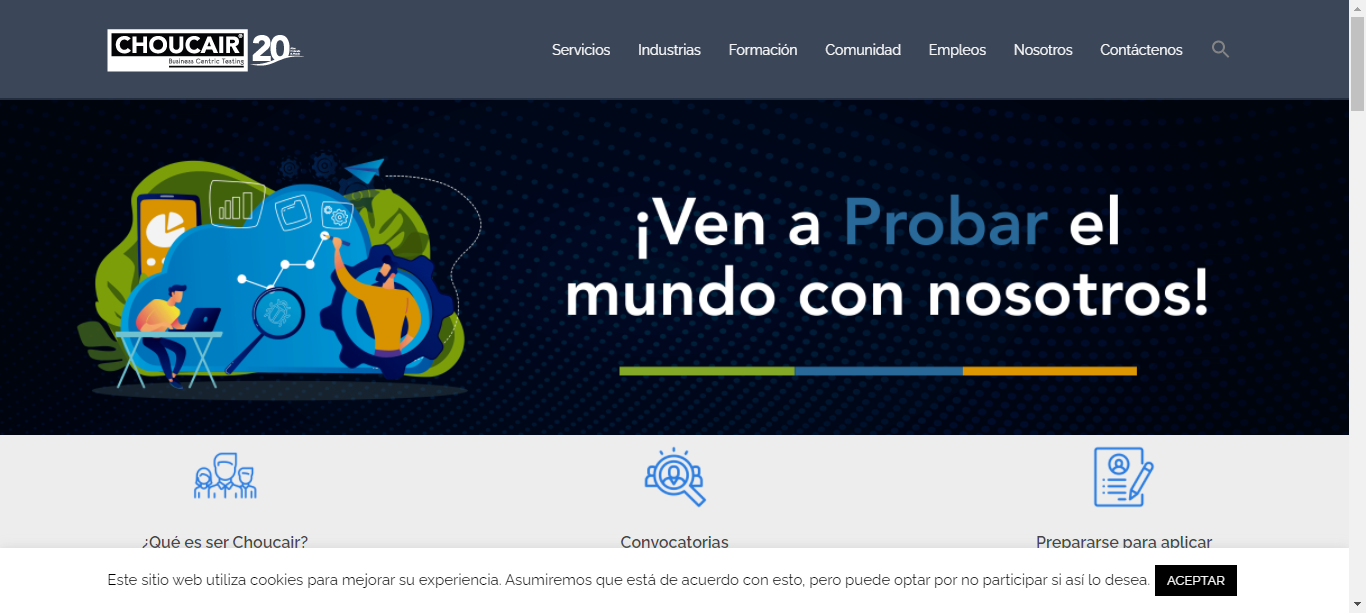 CHOUCAIR®
Business Centric Testing
20
Servicios Industrias Formación Comunidad Empleos Nosotros Contáctenos
¡Ven a Probar el
mundo con nosotros!
¿Qué es ser Choucair? Convocatorias Prepararse para aplicar
Este sitio web utiliza cookies para mejorar su experiencia. Asumiremos que está de acuerdo con esto, pero puede optar por no participar si así lo desea. ACEPTAR